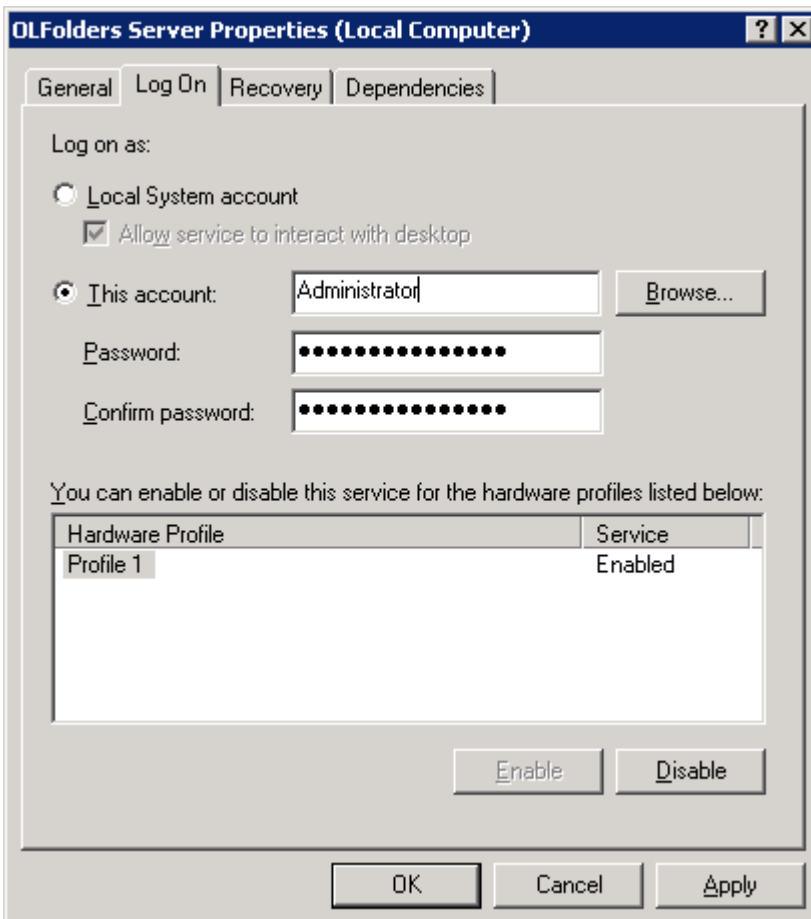 OLFolders Server Properties (Local Computer)
General Log On Recovery Dependencies
Log on as:
Local System account
Allow service to interact with desktop
This account: Administrator Browse...
Password: ●●●●●●●●●●●●●●●
Confirm password: ●●●●●●●●●●●●●●●
You can enable or disable this service for the hardware profiles listed below:
Hardware Profile Service
Profile 1 Enabled
Enable Disable
OK Cancel Apply